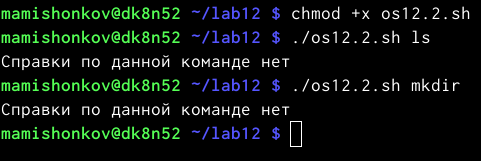 mamishonkov@dk8n52 ~/lab12 $ chmod +x os12.2.sh
mamishonkov@dk8n52 ~/lab12 $ ./os12.2.sh ls
Справки по данной команде нет
mamishonkov@dk8n52 ~/lab12 $ ./os12.2.sh mkdir
Справки по данной команде нет
mamishonkov@dk8n52 ~/lab12 $